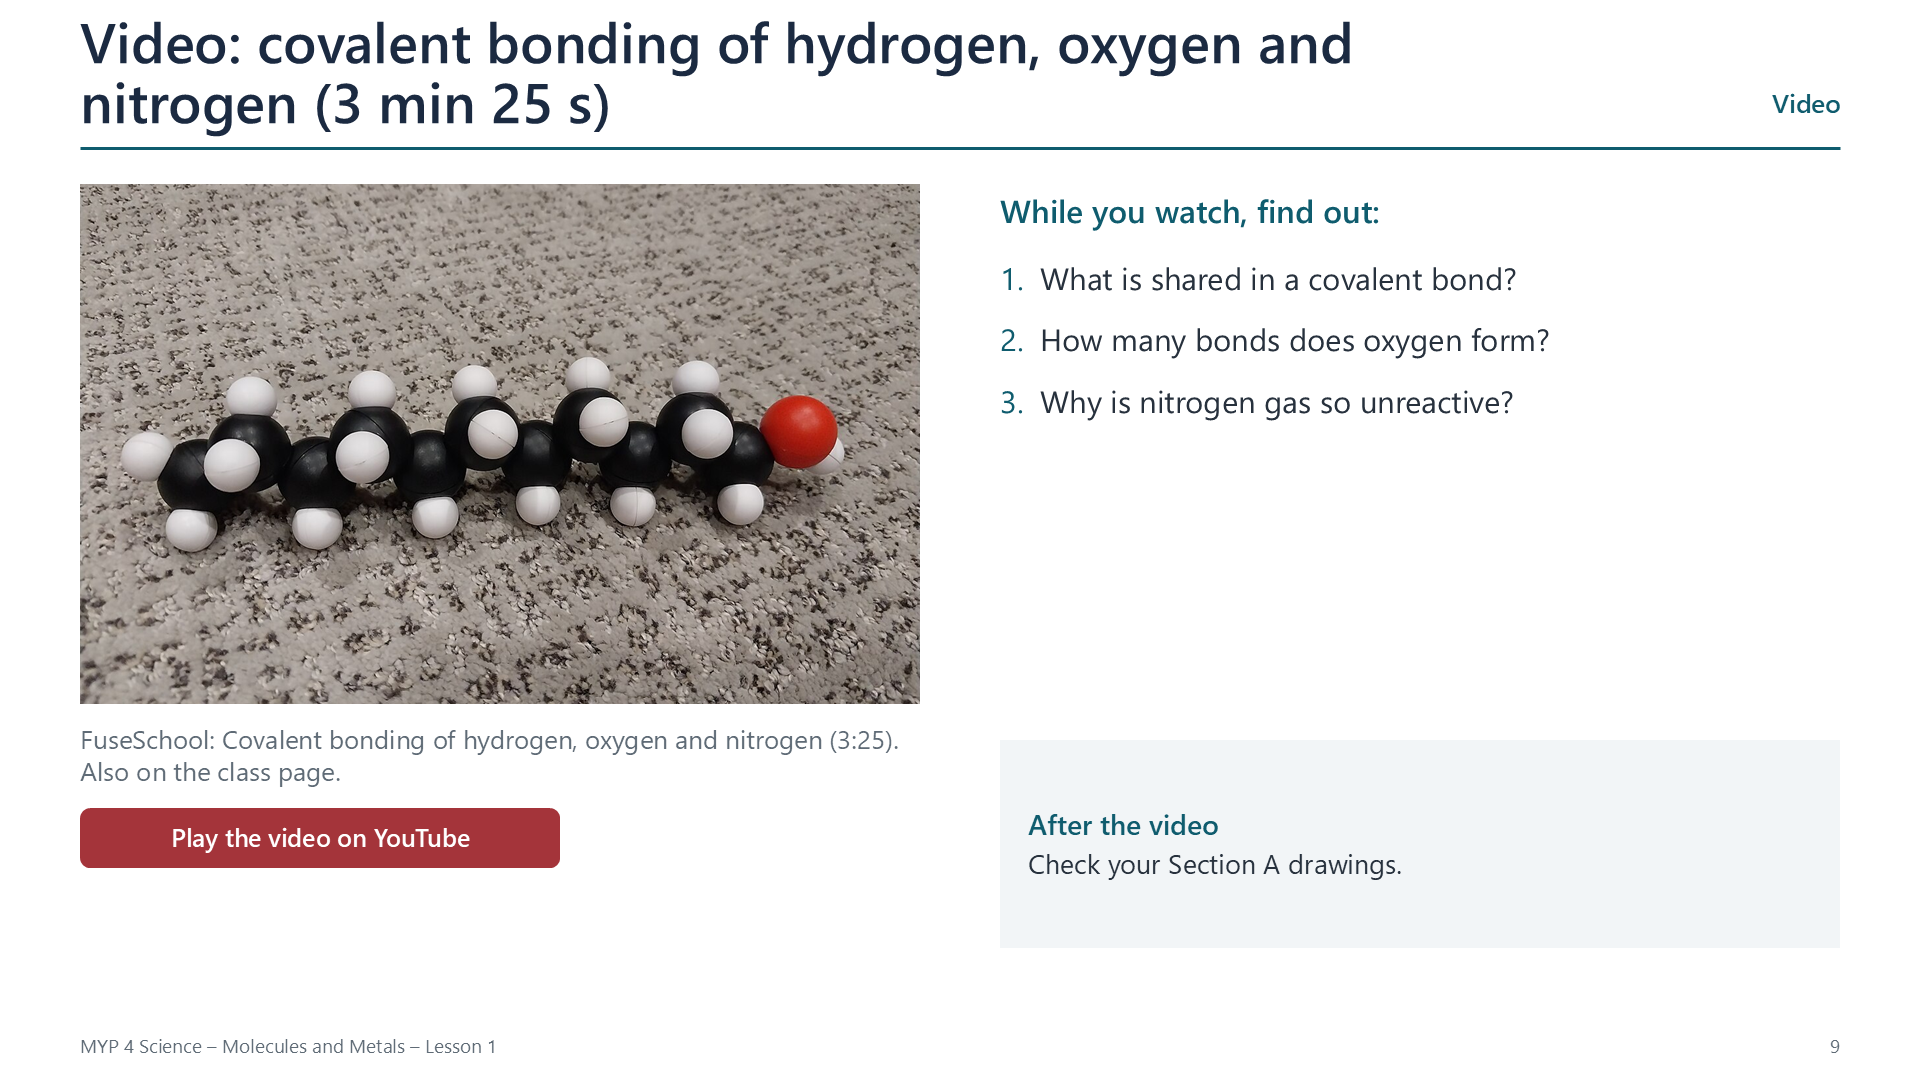 Video: covalent bonding of hydrogen, oxygen and
nitrogen (3 min 25 s)
Video
FuseSchool: Covalent bonding of hydrogen, oxygen and nitrogen (3:25).
Also on the class page.
Play the video on YouTube
While you watch, find out:
1. What is shared in a covalent bond?
2. How many bonds does oxygen form?
3. Why is nitrogen gas so unreactive?
After the video
Check your Section A drawings.
MYP 4 Science – Molecules and Metals – Lesson 1
9